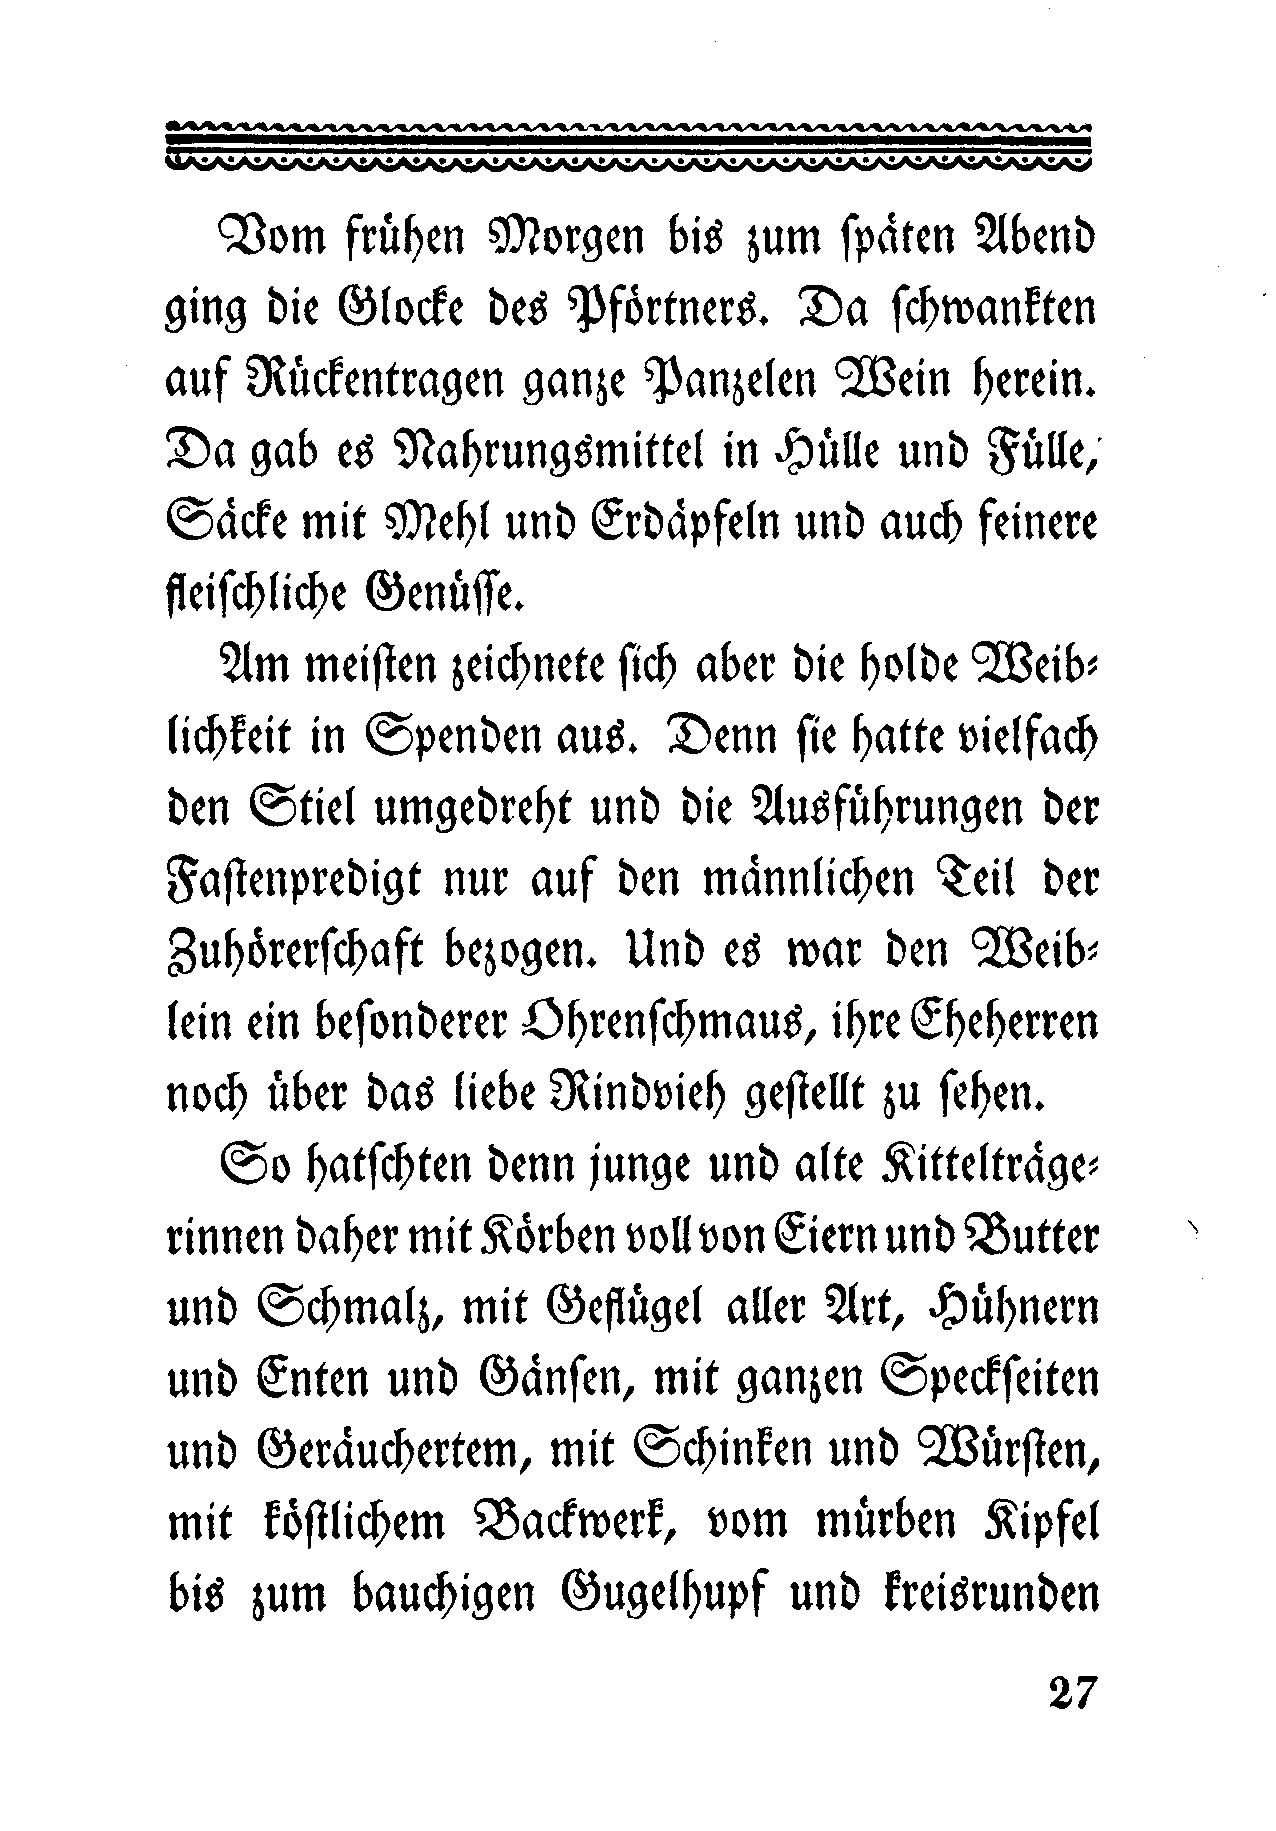 Vom frühen Morgen bis zum ſpäten Abend
ging die Glocke des Pförtners. Da ſchwankten
auf Rückentragen ganze Panzelen Wein herein.
Da gab es Nahrungsmittel in Hülle und Fülle,
Säcke mit Mehl und Erdäpfeln und auch feinere
fleiſchliche Genüſſe.
Am meiſten zeichnete ſich aber die holde Weib⸗
lichkeit in Spenden aus. Denn ſie hatte vielfach
den Stiel umgedreht und die Ausführungen der
Faſtenpredigt nur auf den männlichen Teil der
Zuhörerſchaft bezogen. Und es war den Weib⸗
lein ein beſonderer Ohrenſchmaus, ihre Eheherren
noch über das liebe Rindvieh geſtellt zu ſehen.
So hatſchten denn junge und alte Kittelträge⸗
rinnen daher mit Körben voll von Eiern und Butter
und Schmalz, mit Geflügel aller Art, Hühnern
und Enten und Gänſen, mit ganzen Speckſeiten
und Geräuchertem, mit Schinken und Würſten,
mit köſtlichem Backwerk, vom mürben Kipfel
bis zum bauchigen Gugelhupf und kreisrunden
27